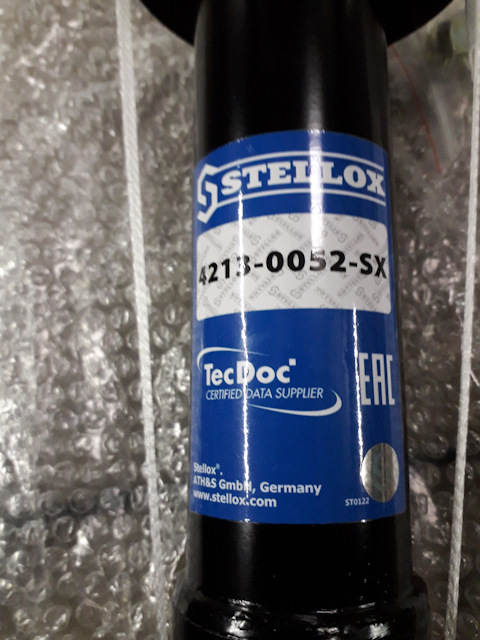 STELLOX
4213-0052-SX
TecDoc
CERTIFIED DATA SUPPLIER
EAC
Stellox®.
ATH&S GmbH, Germany
www.stellox.com
ST0122